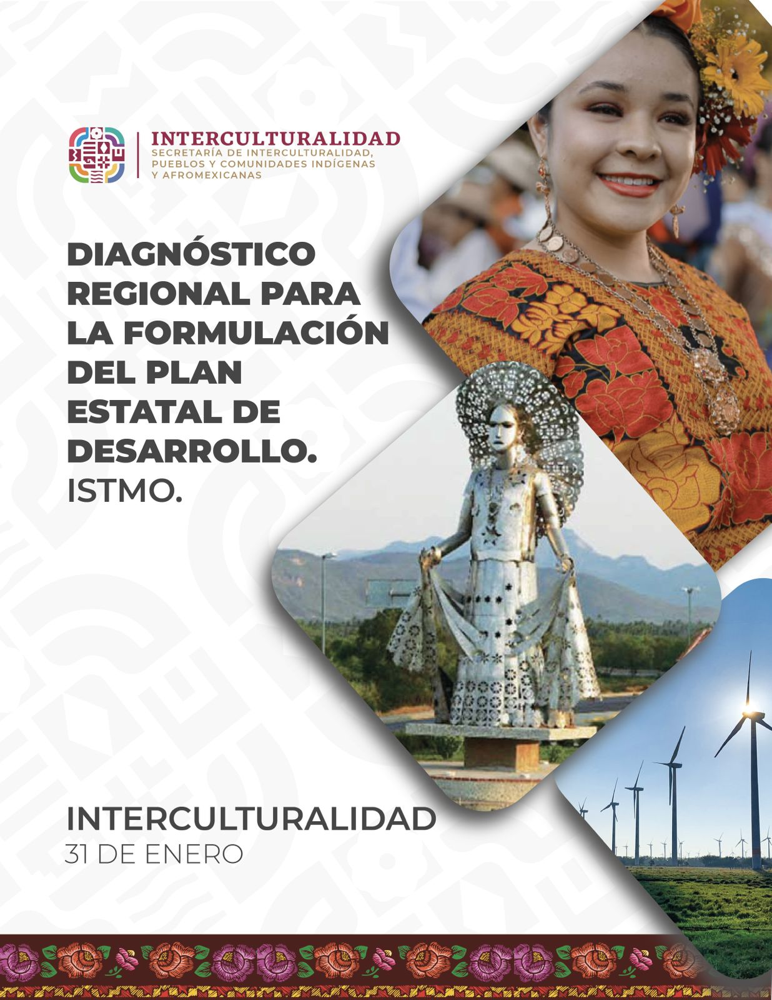 INTERCULTURALIDAD
SECRETARÍA DE INTERCULTURALIDAD,
PUEBLOS Y COMUNIDADES INDÍGENAS
Y AFROMEXICANAS
DIAGNÓSTICO
REGIONAL PARA
LA FORMULACIÓN
DEL PLAN
ESTATAL DE
DESARROLLO.
ISTMO.
INTERCULTURALIDAD
31 DE ENERO